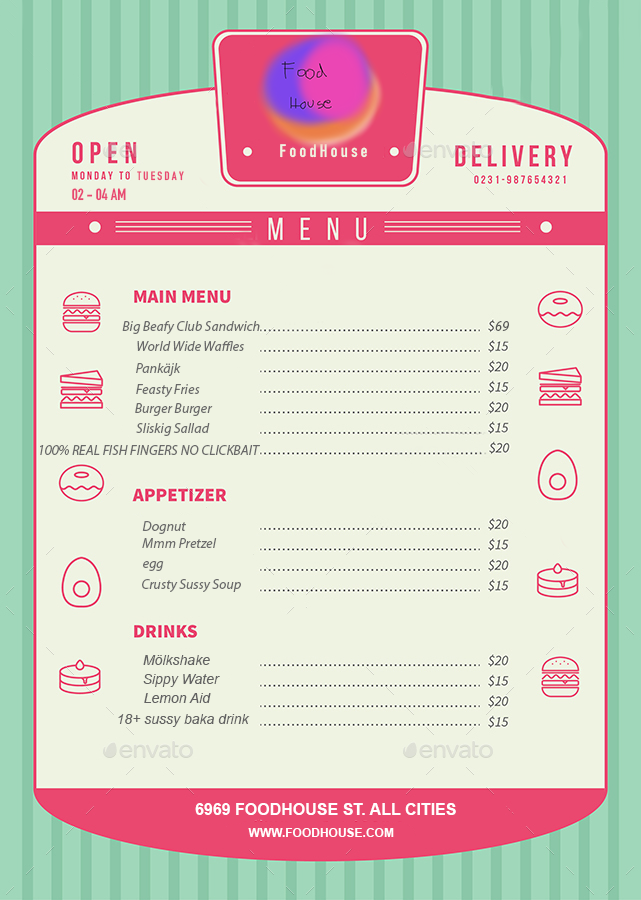 Food
House
FoodHouse
OPEN
MONDAY TO TUESDAY
02 - 04 AM
DELIVERY
0231-987654321
MENU
MAIN MENU
Big Beafy Club Sandwich........ $69
World Wide Waffles ........ $15
Pankäjk ........ $20
Feasty Fries ........ $15
Burger Burger ........ $20
Sliskig Sallad ........ $15
100% REAL FISH FINGERS NO CLICKBAIT........ $20
APPETIZER
Dognut ........ $20
Mmm Pretzel ........ $15
egg ........ $20
Crusty Sussy Soup ........ $15
DRINKS
Mölkshake ........ $20
Sippy Water ........ $15
Lemon Aid ........ $20
18+ sussy baka drink ........ $15
envato envato
6969 FOODHOUSE ST. ALL CITIES
WWW.FOODHOUSE.COM